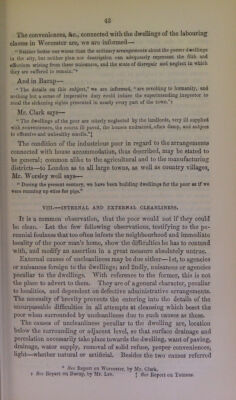 43
The conveniences, &c., connected with the dwellings of the labouring
classes in Worcester are, we are informed—
"Neither better nor worse than the ordinary arrangements about the poorer dwellings
in the city, but neither pen nor description can adequately represent the filth and
effluvium arising from these nuisances, and the state of disrepair and neglect in which
they are suffered to remain."*
And in Barap—
"The details on this subject," we are informed, "are revolting to humanity, and
nothing but a sense of imperative duty could induce the superintending inspector to
tread the sickening sights presented in nearly every part of the town."†
Mr. Clark says—
"The dwellings of the poor are utterly neglected by the landlords, very ill supplied
with conveniences, the courts ill paved, the houses undrained, often damp, and subject
to offensive and unhealthy smells."‡
The condition of the industrious poor in regard to the arrangements
connected with house accommodation, thus described, may be stated to
be general; common alike to the agricultural and to the manufacturing
districts—to London as to all large towns, as well as country villages,
Mr. Worsley well says—
"During the present century, we have been building dwellings for the poor as if we
were running up sties for pigs."
VIII.—INTERNAL AND EXTERNAL CLEANLINESS.
It is a common observation, that the poor would not if they could
be clean. Let the few following observations, testifying to the pe-
rennial foulness that too often infects the neighbourhood and immediate
locality of the poor man's home, show the difficulties he has to contend
with, and modify an assertion in a great measure absolutely untrue.
External causes of uncleanliness may be due either—1st, to agencies
or nuisances foreign to the dwellings; and 2ndly, nuisances or agencies
peculiar to the dwellings. With reference to the former, this is not
the place to advert to them. They are of a general character, peculiar
to localities, and dependent on defective administrative arrangements.
The necessity of brevity prevents the entering into the details of the
unsurpassable difficulties in all attempts at cleansing which beset the
poor when surrounded by uncleanliness due to such causes as these.
The causes of uncleanliness peculiar to the dwelling are, location
below the surrounding or adjacent level, so that surface drainage and
percolation necessarily take place towards the dwelling, want of paving,
drainage, water supply, removal of solid refuse, proper conveniences,
light—whether natural or artificial. Besides the two causes referred
* See Report on Worcester, by Mr. Clark.
† See Report on Bacup, by Mr. Lee. ‡ See Report on Totness.